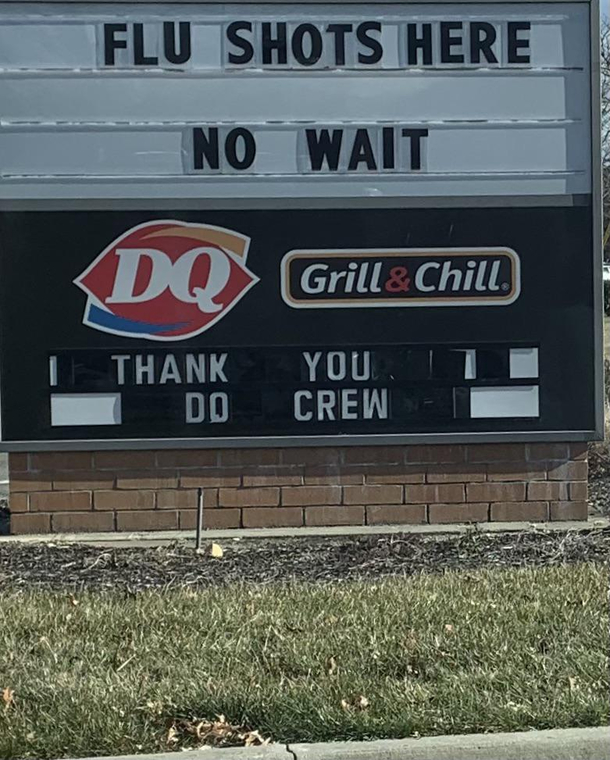 FLU SHOTS HERE
NO WAIT
DQ
Grill & Chill®
THANK YOU
DQ CREW